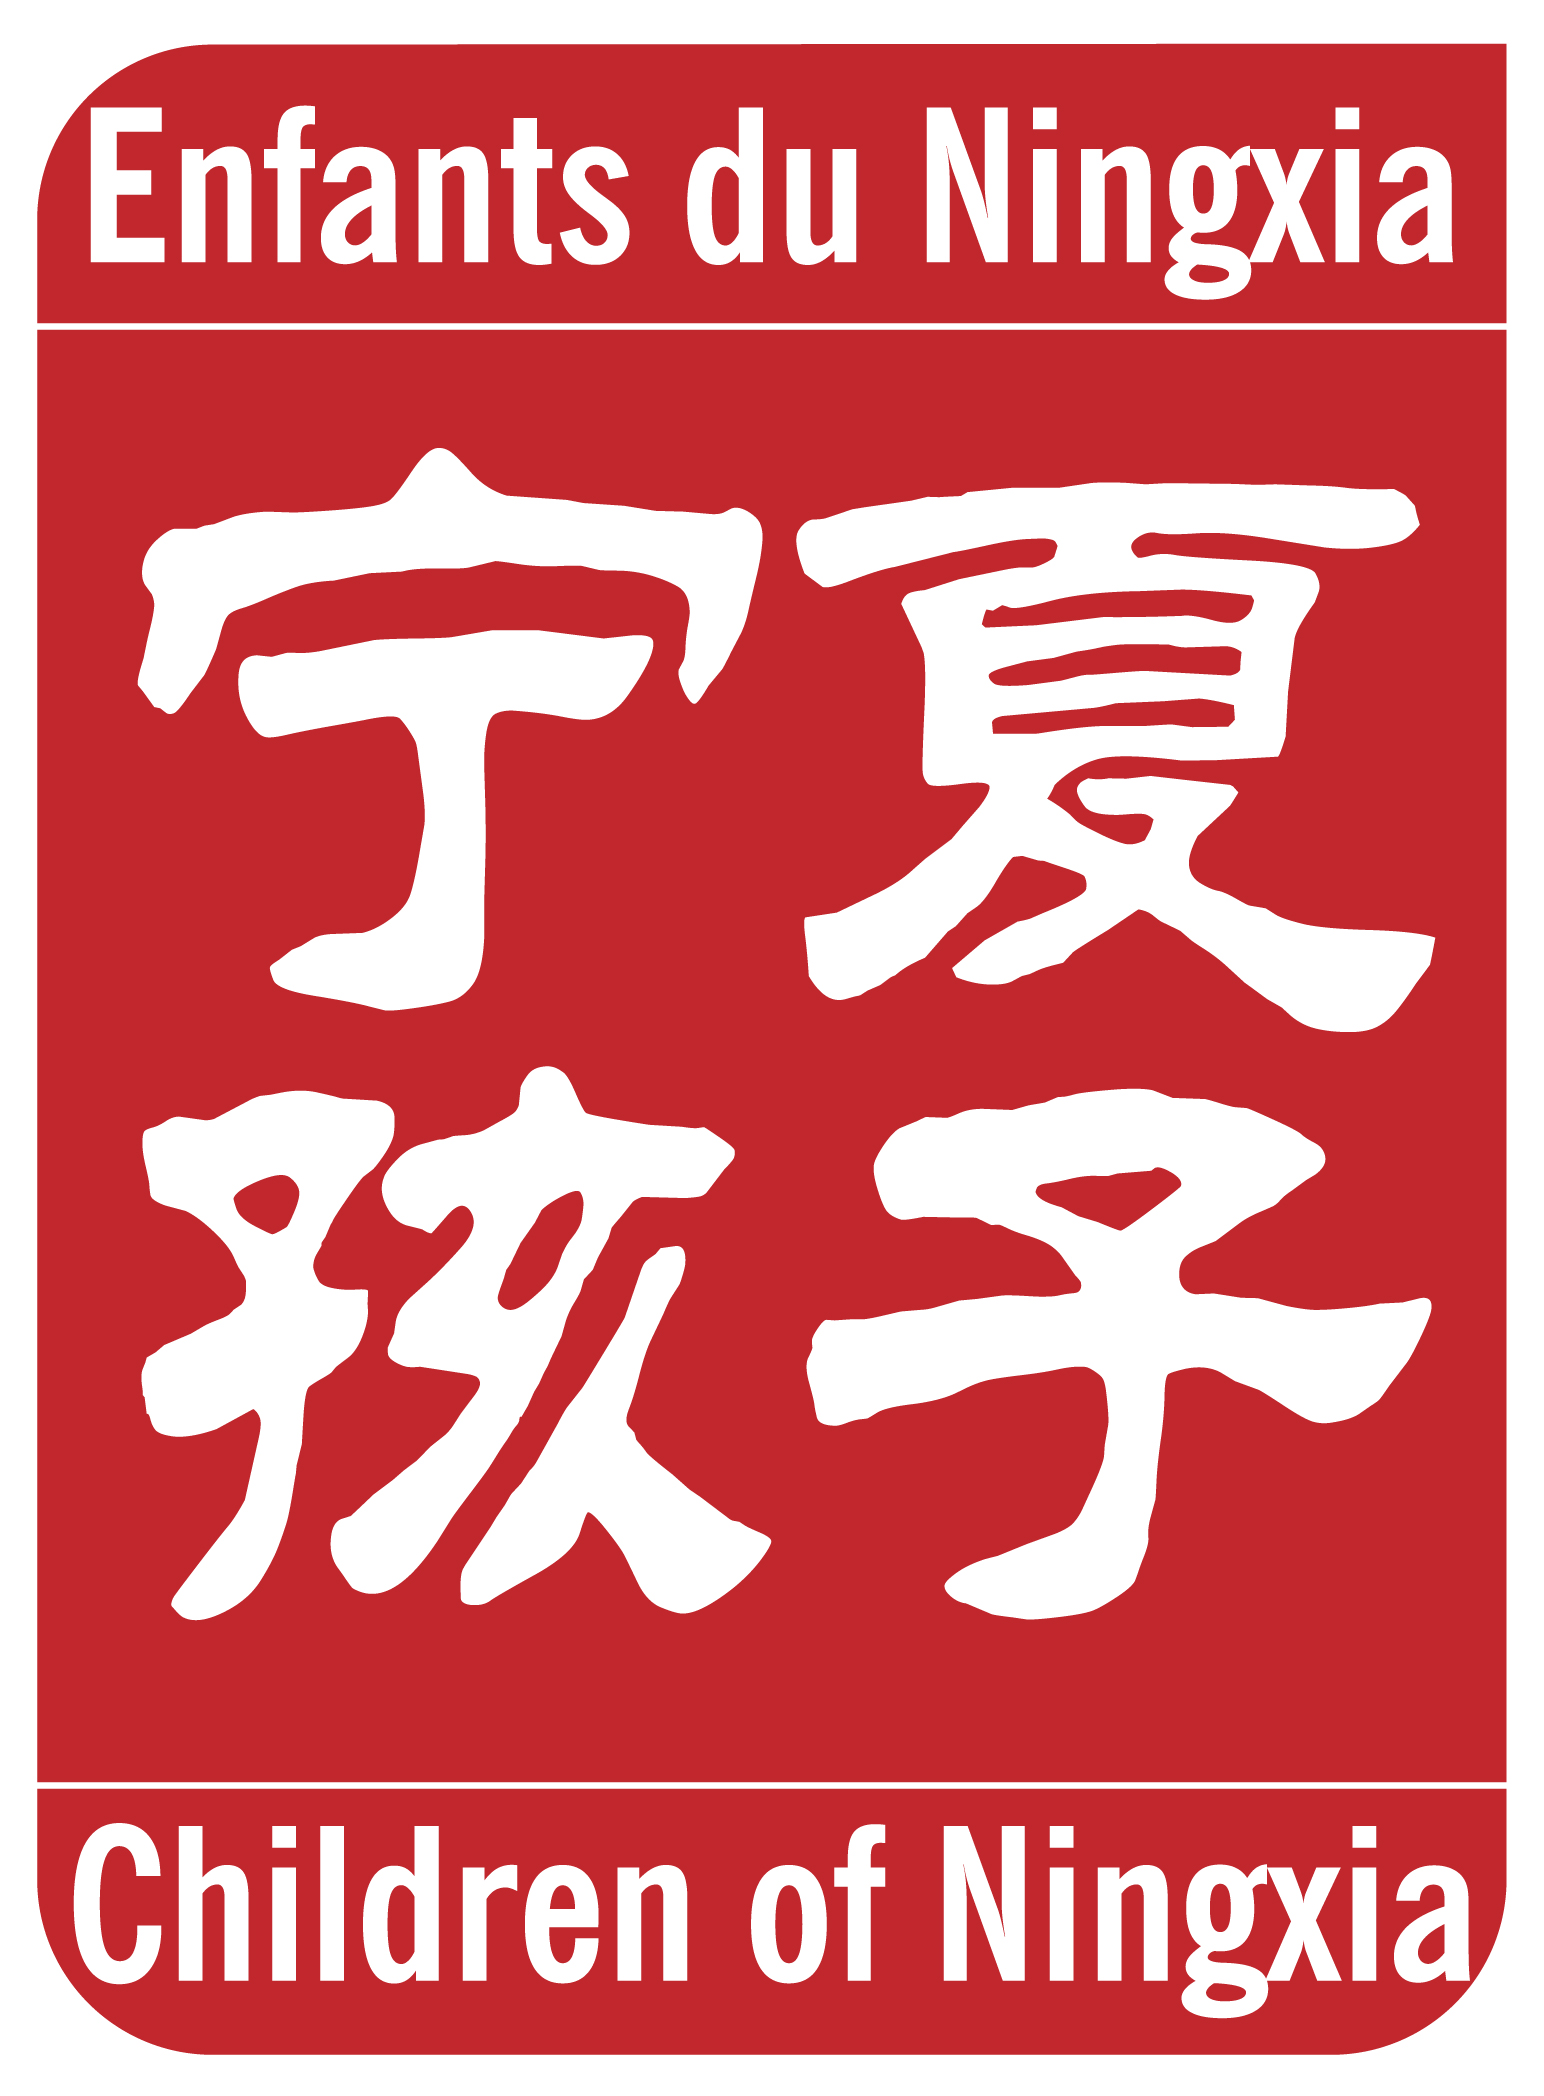 Enfants du Ningxia
宁夏
孩子
Children of Ningxia